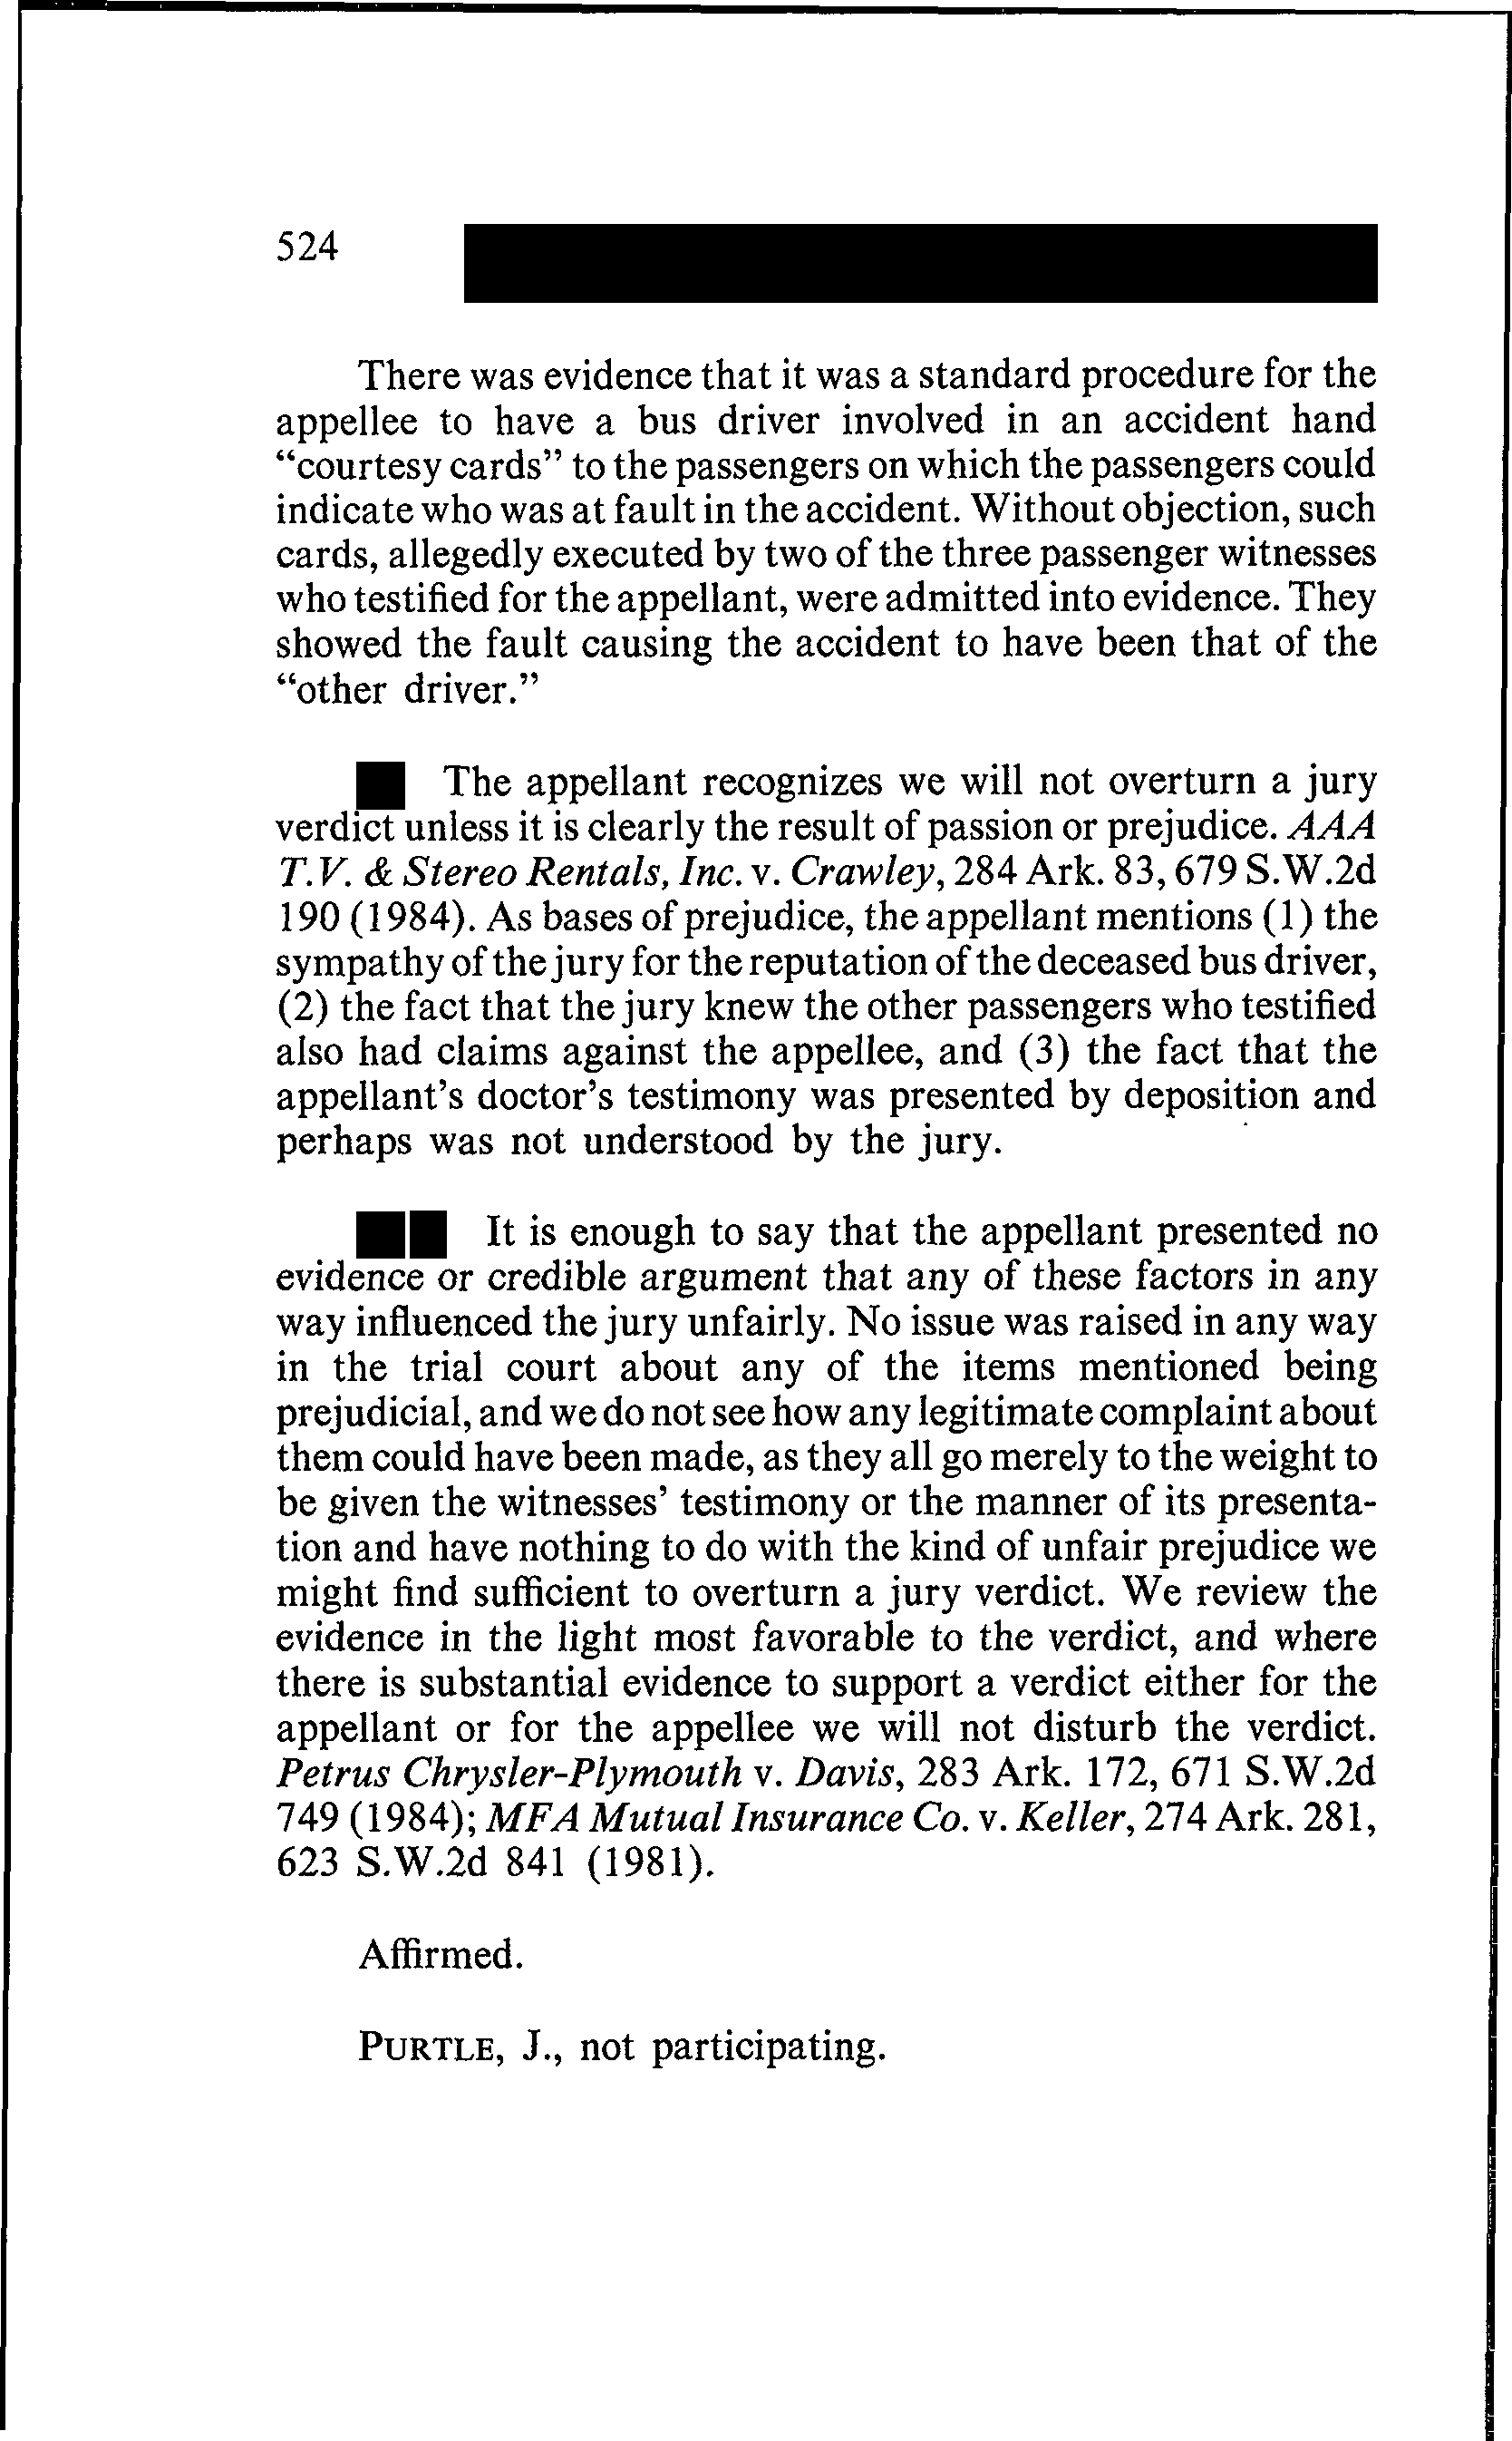 524
There was evidence that it was a standard procedure for the
appellee to have a bus driver involved in an accident hand
“courtesy cards” to the passengers on which the passengers could
indicate who was at fault in the accident. Without objection, such
cards, allegedly executed by two of the three passenger witnesses
who testified for the appellant, were admitted into evidence. They
showed the fault causing the accident to have been that of the
“other driver.”
The appellant recognizes we will not overturn a jury
verdict unless it is clearly the result of passion or prejudice. AAA
T.V. & Stereo Rentals, Inc. v. Crawley, 284 Ark. 83, 679 S.W.2d
190 (1984). As bases of prejudice, the appellant mentions (1) the
sympathy of the jury for the reputation of the deceased bus driver,
(2) the fact that the jury knew the other passengers who testified
also had claims against the appellee, and (3) the fact that the
appellant’s doctor’s testimony was presented by deposition and
perhaps was not understood by the jury.
It is enough to say that the appellant presented no
evidence or credible argument that any of these factors in any
way influenced the jury unfairly. No issue was raised in any way
in the trial court about any of the items mentioned being
prejudicial, and we do not see how any legitimate complaint about
them could have been made, as they all go merely to the weight to
be given the witnesses’ testimony or the manner of its presenta-
tion and have nothing to do with the kind of unfair prejudice we
might find sufficient to overturn a jury verdict. We review the
evidence in the light most favorable to the verdict, and where
there is substantial evidence to support a verdict either for the
appellant or for the appellee we will not disturb the verdict.
Petrus Chrysler-Plymouth v. Davis, 283 Ark. 172, 671 S.W.2d
749 (1984); MFA Mutual Insurance Co. v. Keller, 274 Ark. 281,
623 S.W.2d 841 (1981).
Affirmed.
PURTLE, J., not participating.